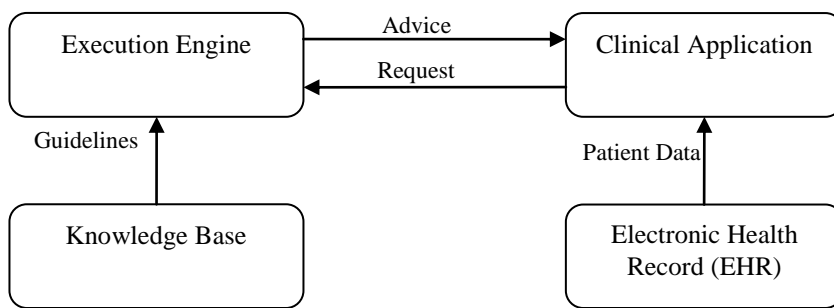 Execution Engine
Advice
Clinical Application
Request
Guidelines
Patient Data
Knowledge Base
Electronic Health
Record (EHR)